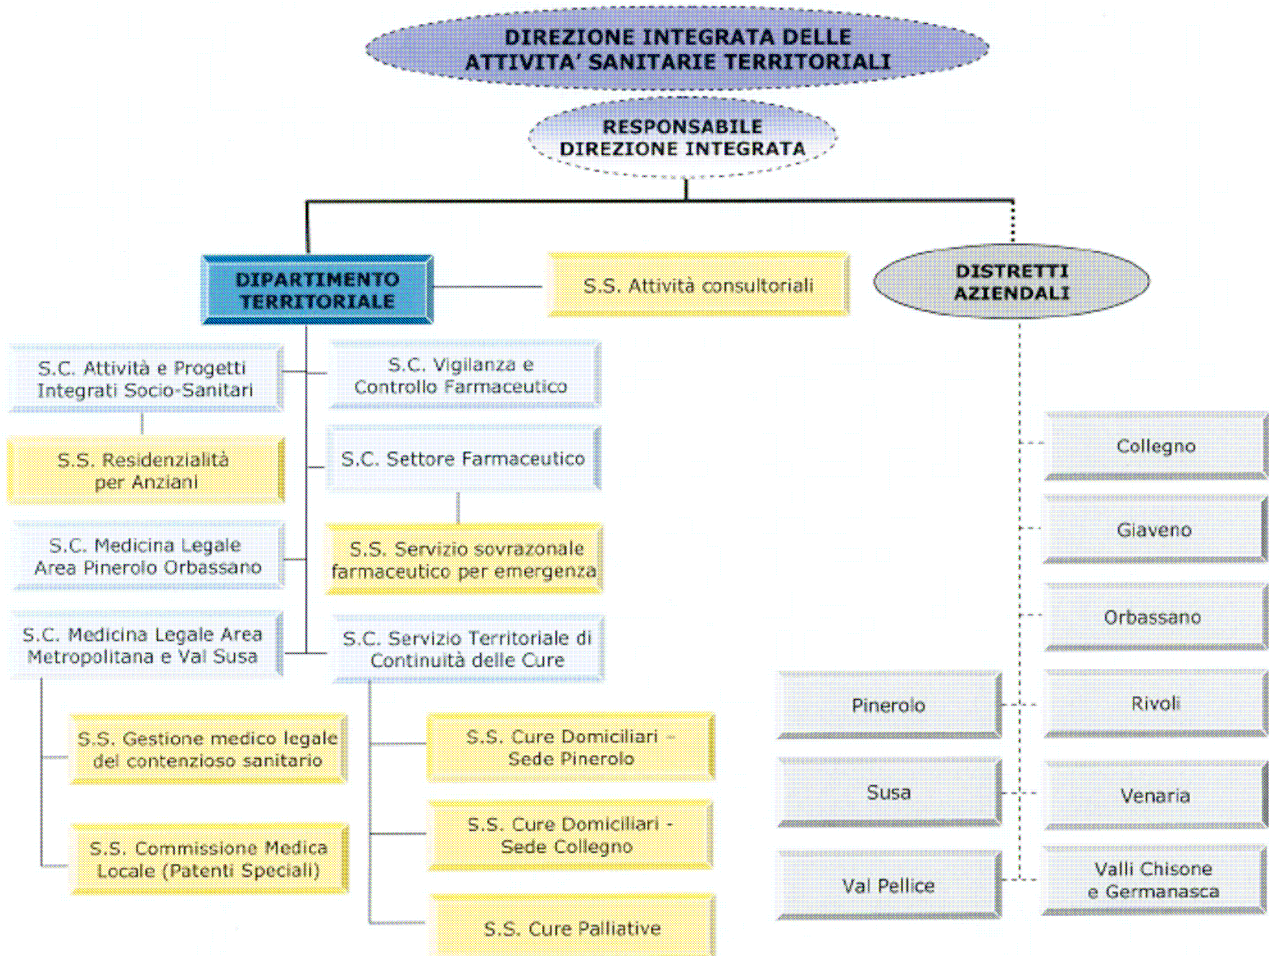 DIREZIONE INTEGRATA DELLE
ATTIVITA' SANITARIE TERRITORIALI
RESPONSABILE
DIREZIONE INTEGRATA
DIPARTIMENTO
TERRITORIALE
S.S. Attività consultoriali
DISTRETTI
AZIENDALI
S.C. Attività e Progetti
Integrati Socio-Sanitari
S.C. Vigilanza e
Controllo Farmaceutico
S.S. Residenzialità
per Anziani
S.C. Settore Farmaceutico
S.C. Medicina Legale
Area Pinerolo Orbassano
S.S. Servizio sovrazonale
farmaceutico per emergenza
S.C. Medicina Legale Area
Metropolitana e Val Susa
S.C. Servizio Territoriale di
Continuità delle Cure
S.S. Gestione medico legale
del contenzioso sanitario
S.S. Commissione Medica
Locale (Patenti Speciali)
S.S. Cure Domiciliari –
Sede Pinerolo
S.S. Cure Domiciliari -
Sede Collegno
S.S. Cure Palliative
Collegno
Giaveno
Orbassano
Pinerolo
Rivoli
Susa
Venaria
Val Pellice
Valli Chisone
e Germanasca